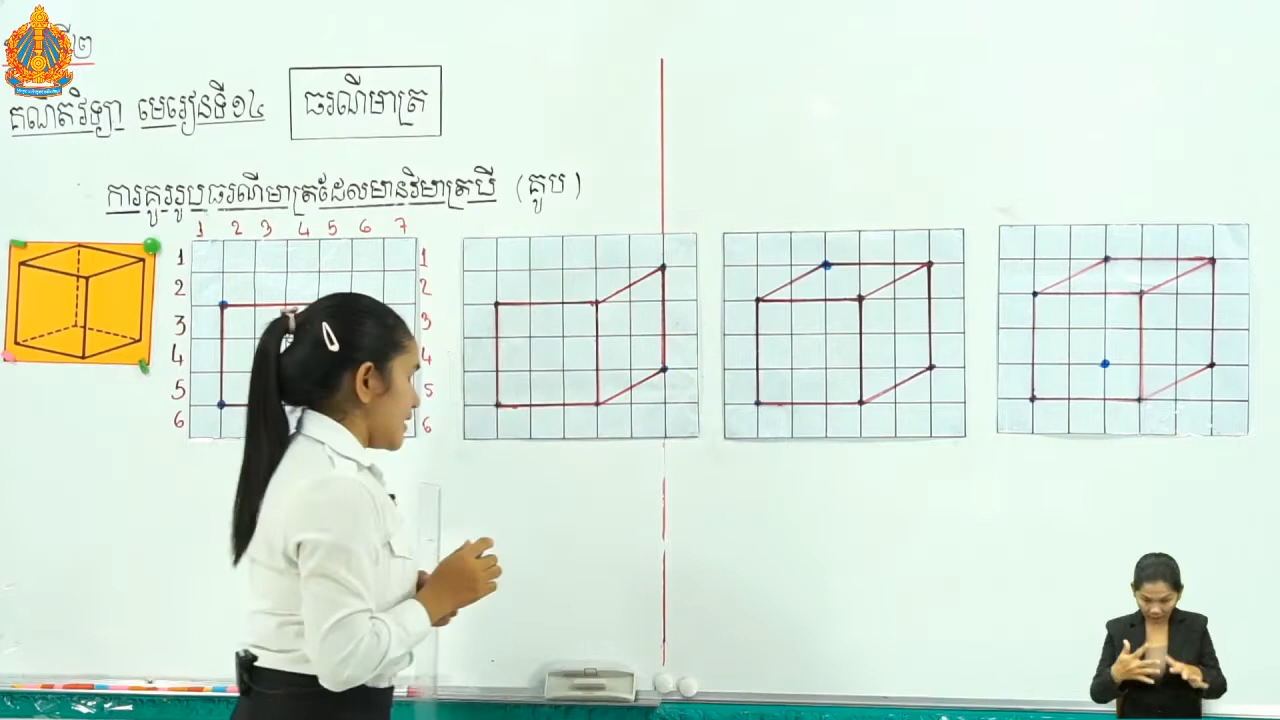 ២
គណិតវិទ្យា មេរៀនទី១៤ ធរណីមាត្រ
ការគូររូបធរណីមាត្រដែលមានវិមាត្របី (គូប)
1 2 3 4 5 6 7
1 1
2 2
3 3
4 4
5 5
6 6